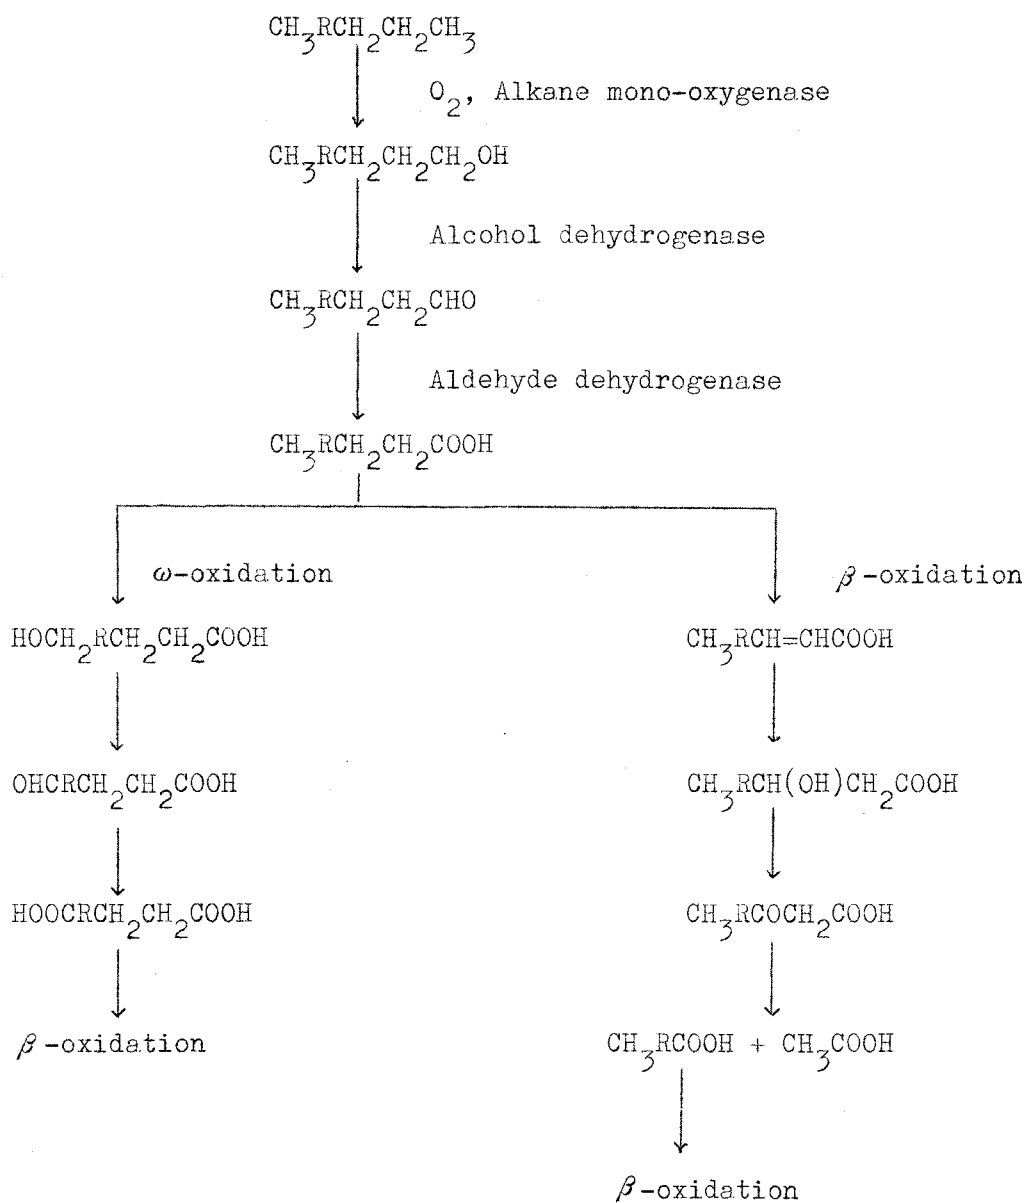 CH3RCH2CH2CH3
O2, Alkane mono-oxygenase
CH3RCH2CH2CH2OH
Alcohol dehydrogenase
CH3RCH2CH2CHO
Aldehyde dehydrogenase
CH3RCH2CH2COOH
ω-oxidation
β-oxidation
HOCH2RCH2CH2COOH
CH3RCH=CHCOOH
OHCRCH2CH2COOH
CH3RCH(OH)CH2COOH
HOOCRCH2CH2COOH
CH3RCOCH2COOH
β-oxidation
CH3RCOOH + CH3COOH
β-oxidation